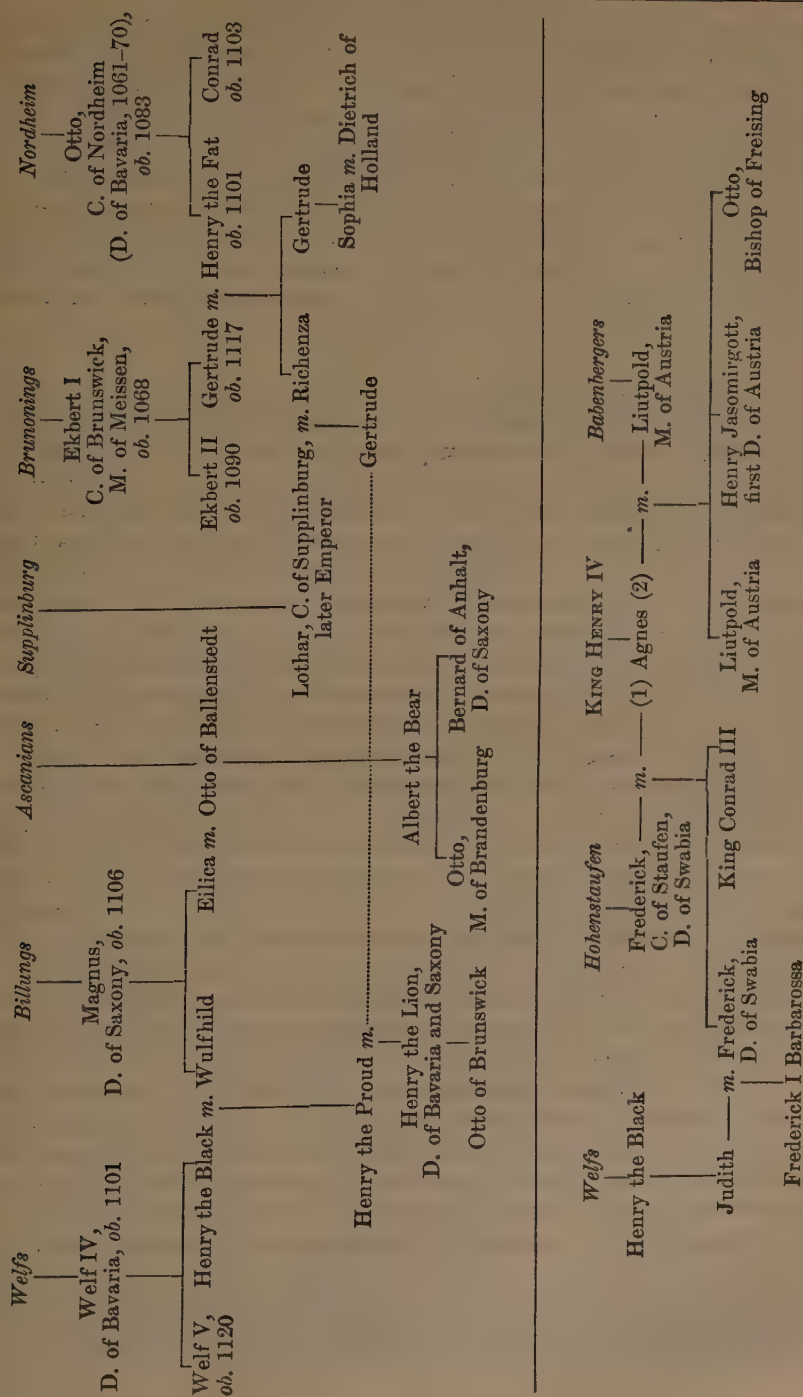 Welfs
Billungs
Ascanians
Supplinburg
Brunonings
Nordheim
Welf IV,
D. of Bavaria, ob. 1101
Magnus,
D. of Saxony, ob. 1106
Ekbert I
C. of Brunswick,
M. of Meissen,
ob. 1068
Otto,
C. of Nordheim
(D. of Bavaria, 1061–70),
ob. 1083
Welf V,
ob. 1120
Henry the Black m. Wulfhild
Eilica m. Otto of Ballenstedt
Ekbert II
ob. 1090
Gertrude m. Henry the Fat
ob. 1117
ob. 1101
Conrad
ob. 1103
Lothar, C. of Supplinburg, m. Richenza
later Emperor
Gertrude
Sophia m. Dietrich of
Holland
Henry the Proud m.
Gertrude
Henry the Lion,
D. of Bavaria and Saxony
Albert the Bear
Otto of Brunswick
Otto,
M. of Brandenburg
Bernard of Anhalt,
D. of Saxony
Welfs
Hohenstaufen
KING HENRY IV
Babenbergers
Henry the Black
Frederick,
C. of Staufen,
D. of Swabia
m.
(1) Agnes (2)
m.
Liutpold,
M. of Austria
Judith
m. Frederick,
D. of Swabia
King Conrad III
Liutpold,
M. of Austria
Henry Jasomirgott,
first D. of Austria
Otto,
Bishop of Freising
Frederick I Barbarossa